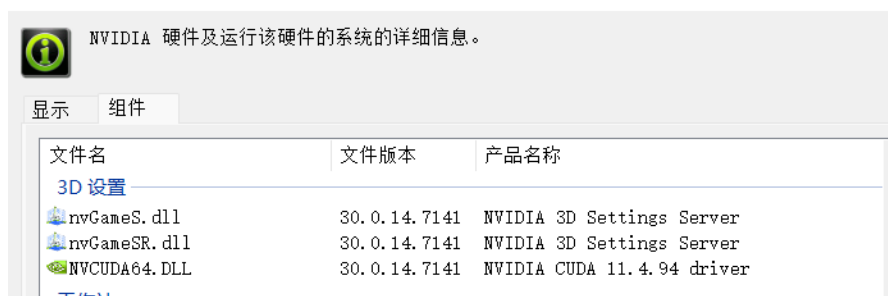 NVIDIA 硬件及运行该硬件的系统的详细信息。
显示 组件
文件名 文件版本 产品名称
3D 设置
nvGameS.dll 30.0.14.7141 NVIDIA 3D Settings Server
nvGameSR.dll 30.0.14.7141 NVIDIA 3D Settings Server
NVCUDA64.DLL 30.0.14.7141 NVIDIA CUDA 11.4.94 driver